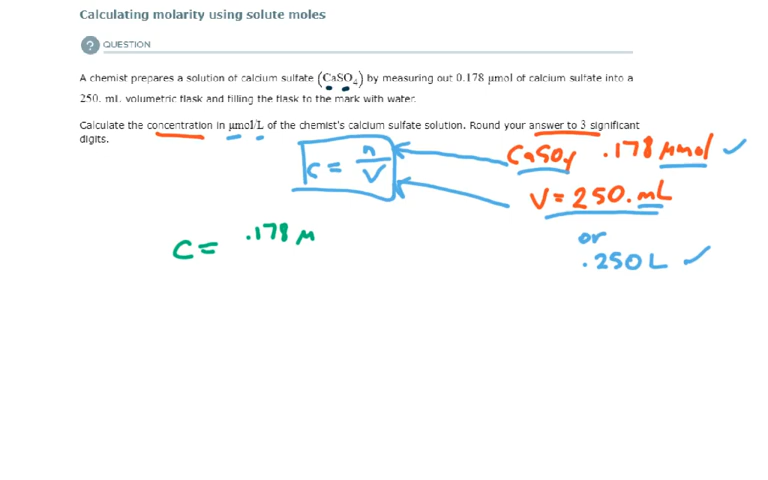 Calculating molarity using solute moles
? QUESTION
A chemist prepares a solution of calcium sulfate (CaSO₄) by measuring out 0.178 μmol of calcium sulfate into a
250. mL volumetric flask and filling the flask to the mark with water.
Calculate the concentration in μmol/L of the chemist's calcium sulfate solution. Round your answer to 3 significant
digits.
c = n/V
CaSO₄ .178 μmol
V = 250. mL
or
.250 L
C = .178 μ